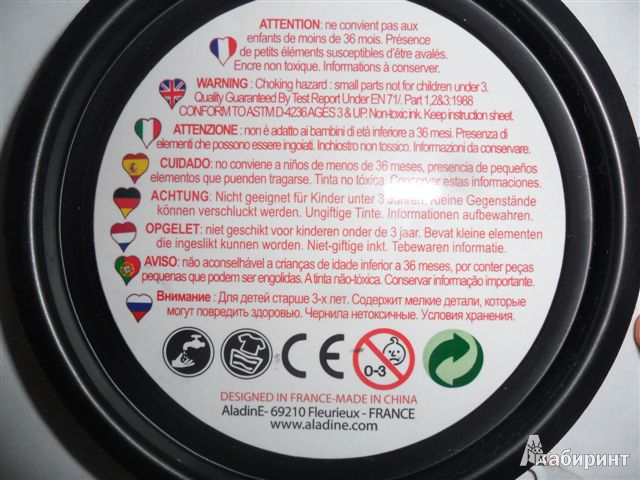 ATTENTION: ne convient pas aux
enfants de moins de 36 mois. Présence
de petits éléments susceptibles d'être avalés.
Encre non toxique. Informations à conserver.
WARNING : Choking hazard : small parts not for children under 3.
Quality Guaranteed By Test Report Under EN 71/. Part 1,2&3:1988
CONFORM TO ASTM D-4236 AGES 3 & UP. Non-toxic ink. Keep instruction sheet.
ATTENZIONE : non è adatto ai bambini di età inferiore a 36 mesi. Presenza di
elementi che possono essere ingoiati. Inchiostro non tossico. Informazioni da conservare.
CUIDADO: no conviene a niños de menos de 36 meses, presencia de pequeños
elementos que puenden tragarse. Tinta no tóxica. Conservar estas informaciones.
ACHTUNG: Nicht geeignet für Kinder unter 3 Jahren. Kleine Gegenstände
können verschluckt werden. Ungiftige Tinte. Informationen aufbewahren.
OPGELET: niet geschikt voor kinderen onder de 3 jaar. Bevat kleine elementen
die ingeslikt kunnen worden. Niet-giftige inkt. Tebewaren informatie.
AVISO: não aconselhável a crianças de idade inferior a 36 meses, por conter peças
pequenas que podem ser engolidas. A tinta não-tóxica. Conservar informação importante.
Внимание : Для детей старше 3-х лет. Содержит мелкие детали, которые
могут повредить здоровью. Чернила нетоксичные. Условия хранения.
CE
0-3
DESIGNED IN FRANCE-MADE IN CHINA
AladinE- 69210 Fleurieux - FRANCE
www.aladine.com
Лабиринт